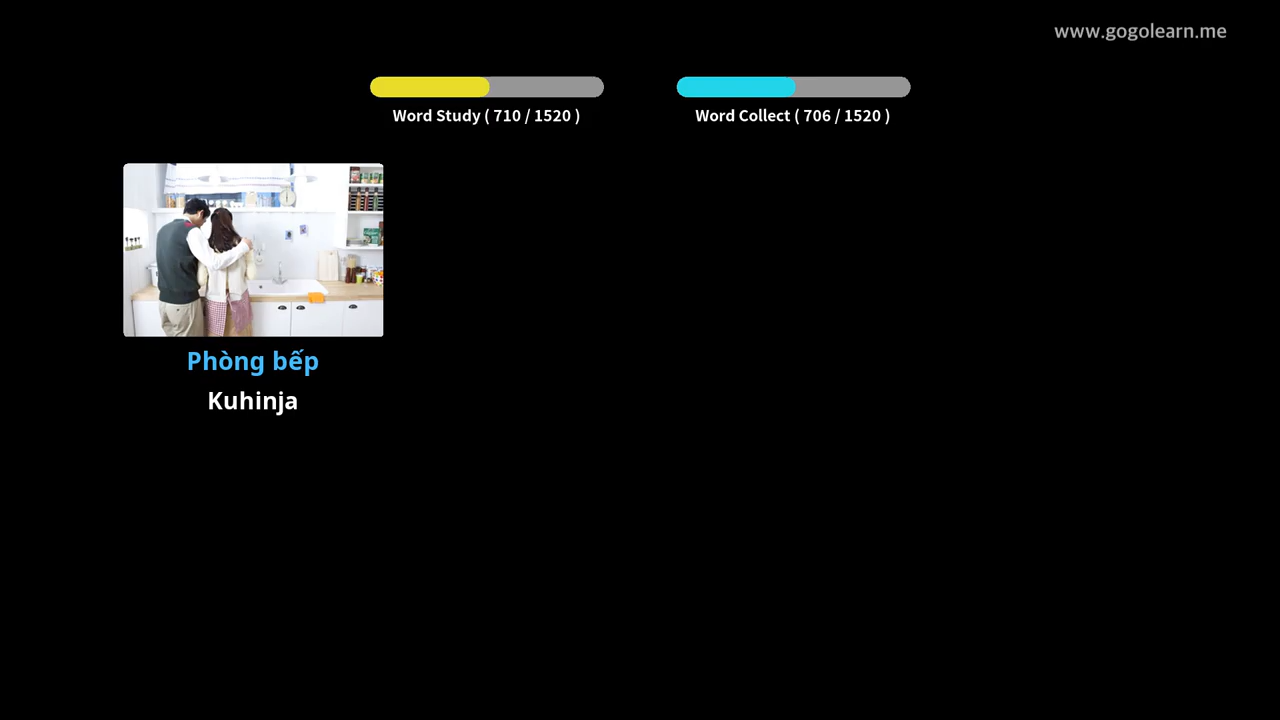 www.gogolearn.me
Word Study ( 710 / 1520 )
Word Collect ( 706 / 1520 )
Phòng bếp
Kuhinja